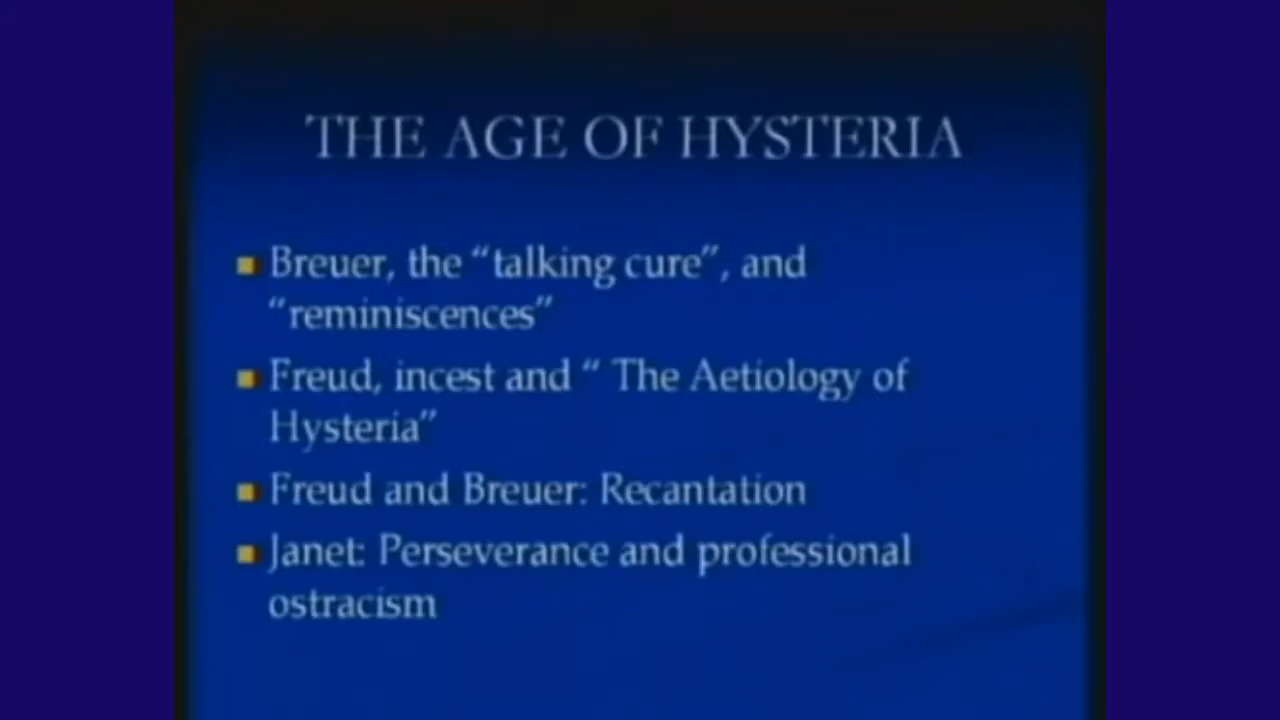 THE AGE OF HYSTERIA
Breuer, the “talking cure”, and
“reminiscences”
Freud, incest and “ The Aetiology of
Hysteria”
Freud and Breuer: Recantation
Janet: Perseverance and professional
ostracism